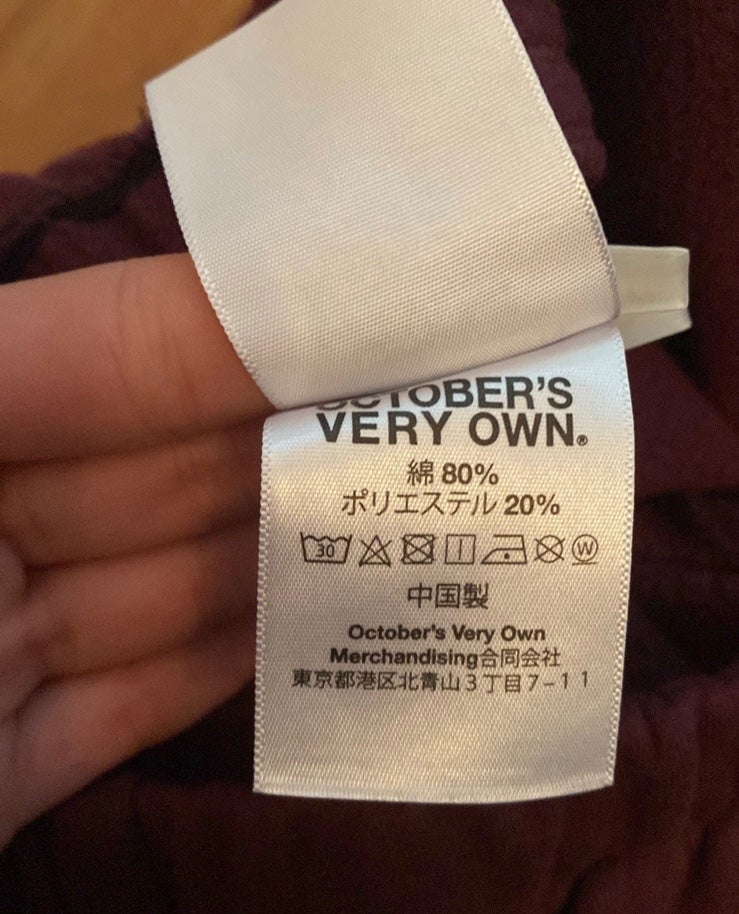 OCTOBER'S
VERY OWN.®
綿 80%
ポリエステル 20%
30 W
中国製
October's Very Own
Merchandising合同会社
東京都港区北青山3丁目7-11